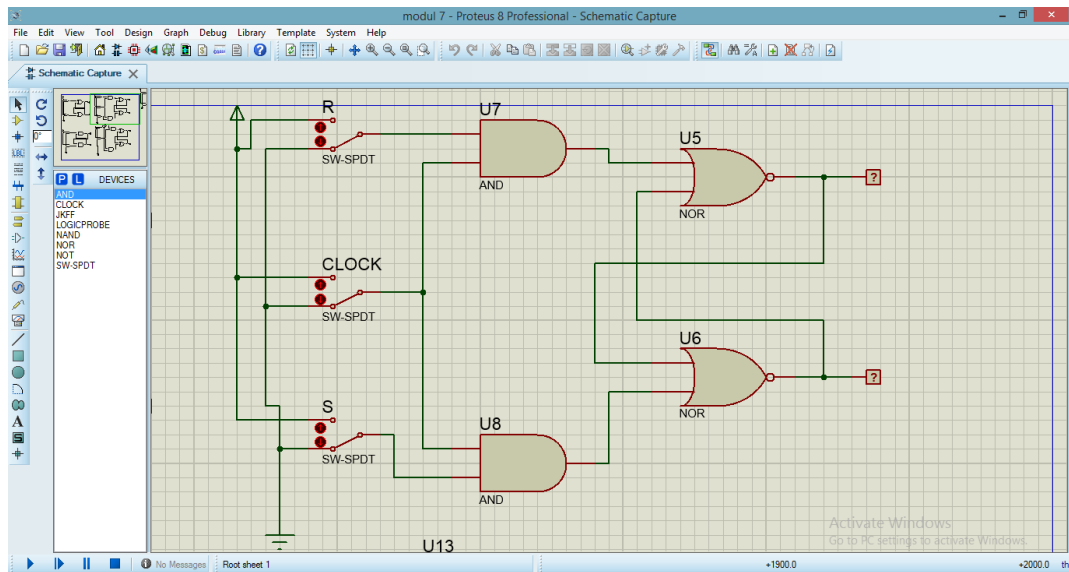 modul 7 - Proteus 8 Professional - Schematic Capture
File Edit View Tool Design Graph Debug Library Template System Help
Schematic Capture
0°
P L DEVICES
AND
CLOCK
JKFF
LOGICPROBE
NAND
NOR
NOT
SW-SPDT
R
SW-SPDT
U7
AND
U5
NOR
?
CLOCK
SW-SPDT
U6
NOR
?
S
SW-SPDT
U8
AND
U13
Activate Windows
Go to PC settings to activate Windows.
No Messages
Root sheet 1
+1900.0
+2000.0
th